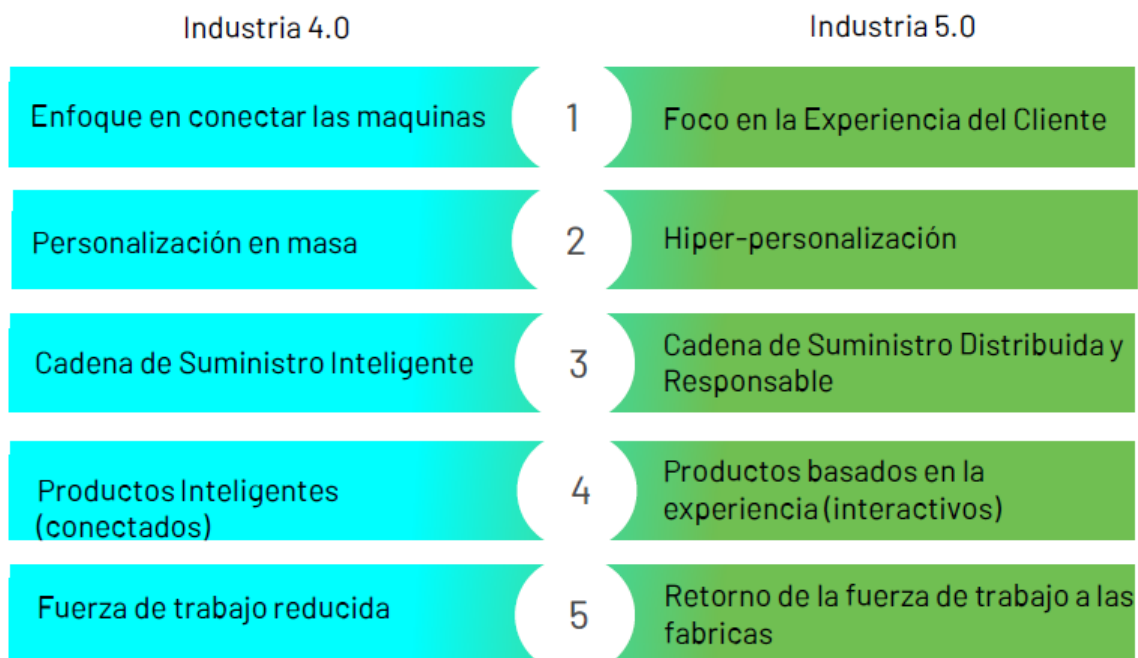 Industria 4.0
Industria 5.0
Enfoque en conectar las maquinas
1
Foco en la Experiencia del Cliente
Personalización en masa
2
Hiper-personalización
Cadena de Suministro Inteligente
3
Cadena de Suministro Distribuida y
Responsable
Productos Inteligentes
(conectados)
4
Productos basados en la
experiencia (interactivos)
Fuerza de trabajo reducida
5
Retorno de la fuerza de trabajo a las
fabricas